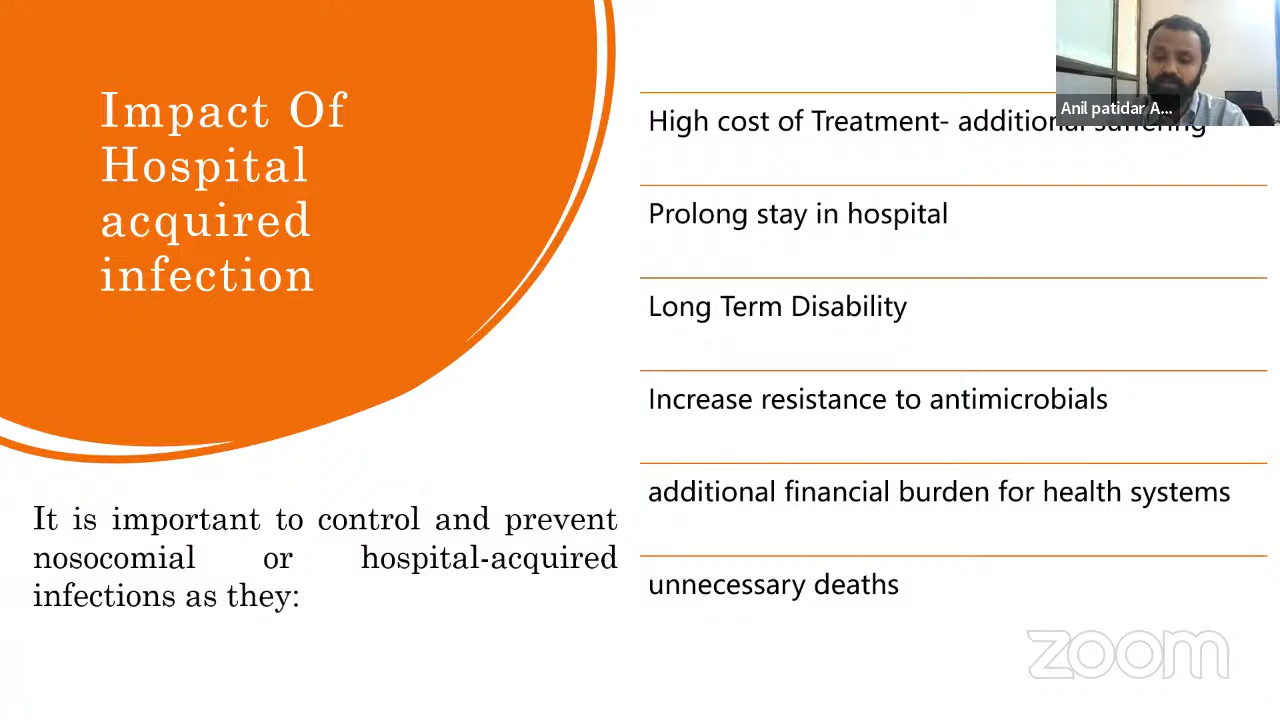 Impact Of
Hospital
acquired
infection
It is important to control and prevent
nosocomial or hospital-acquired
infections as they:
High cost of Treatment- additional suffering
Prolong stay in hospital
Long Term Disability
Increase resistance to antimicrobials
additional financial burden for health systems
unnecessary deaths
Anil patidar A...
zoom